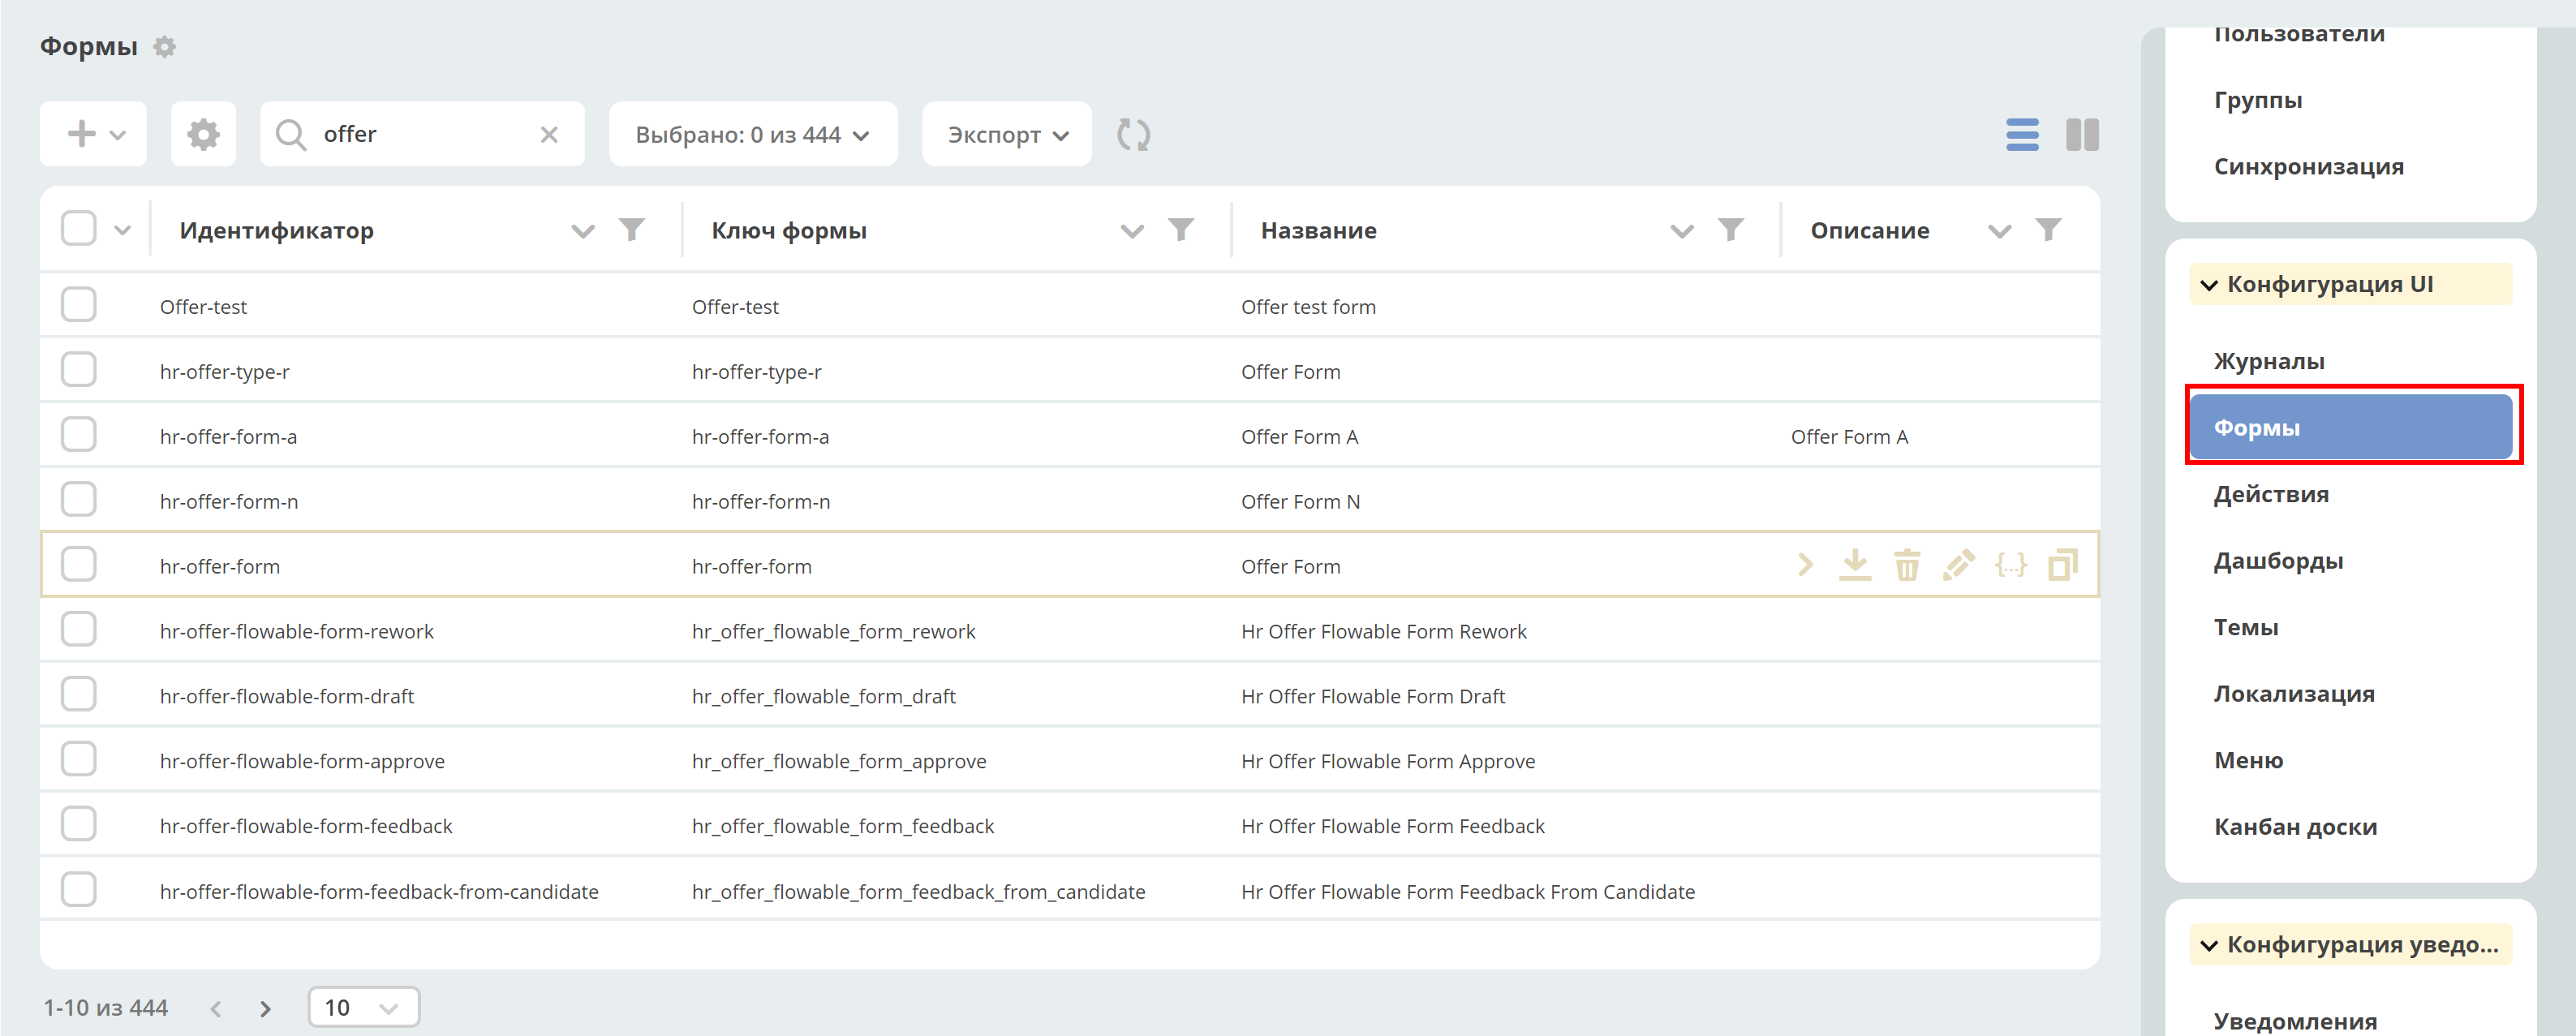 Формы
offer
Выбрано: 0 из 444
Экспорт
Идентификатор Ключ формы Название Описание
Offer-test Offer-test Offer test form
hr-offer-type-r hr-offer-type-r Offer Form
hr-offer-form-a hr-offer-form-a Offer Form A Offer Form A
hr-offer-form-n hr-offer-form-n Offer Form N
hr-offer-form hr-offer-form Offer Form {...}
hr-offer-flowable-form-rework hr_offer_flowable_form_rework Hr Offer Flowable Form Rework
hr-offer-flowable-form-draft hr_offer_flowable_form_draft Hr Offer Flowable Form Draft
hr-offer-flowable-form-approve hr_offer_flowable_form_approve Hr Offer Flowable Form Approve
hr-offer-flowable-form-feedback hr_offer_flowable_form_feedback Hr Offer Flowable Form Feedback
hr-offer-flowable-form-feedback-from-candidate hr_offer_flowable_form_feedback_from_candidate Hr Offer Flowable Form Feedback From Candidate
1-10 из 444
10
Пользователи
Группы
Синхронизация
Конфигурация UI
Журналы
Формы
Действия
Дашборды
Темы
Локализация
Меню
Канбан доски
Конфигурация уведо...
Уведомления